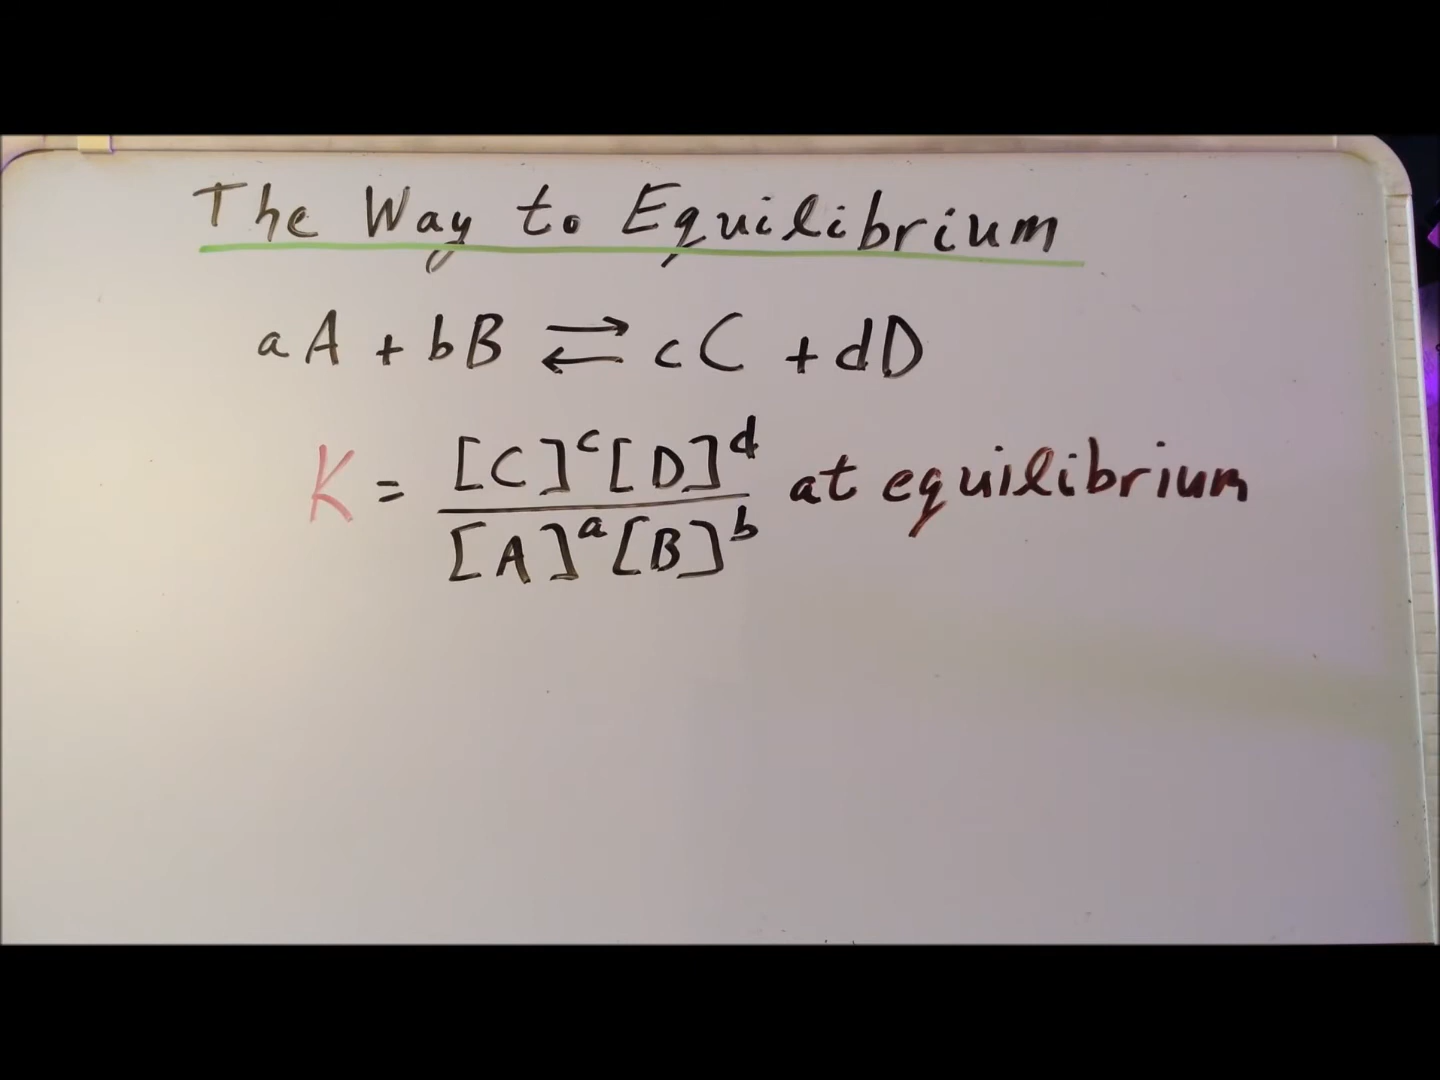 The Way to Equilibrium
aA + bB ⇌ cC + dD
K = [C]^c[D]^d / [A]^a[B]^b at equilibrium